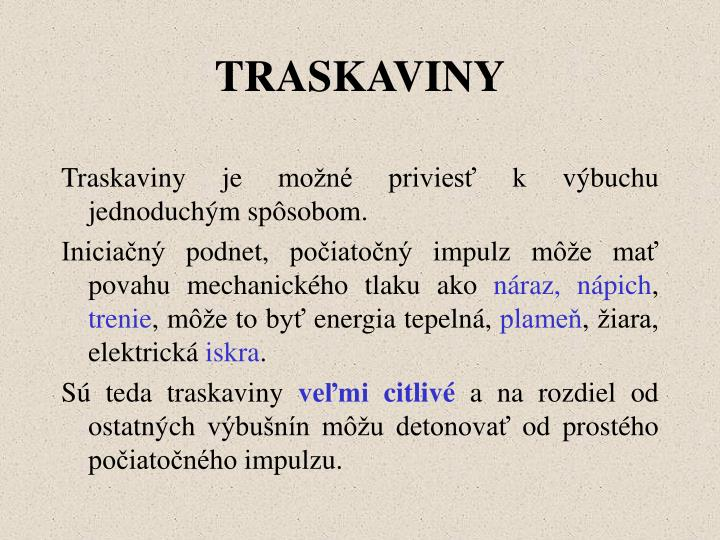 TRASKAVINY
Traskaviny je možné priviesť k výbuchu
jednoduchým spôsobom.
Iniciačný podnet, počiatočný impulz môže mať
povahu mechanického tlaku ako náraz, nápich,
trenie, môže to byť energia tepelná, plameň, žiara,
elektrická iskra.
Sú teda traskaviny veľmi citlivé a na rozdiel od
ostatných výbušnín môžu detonovať od prostého
počiatočného impulzu.